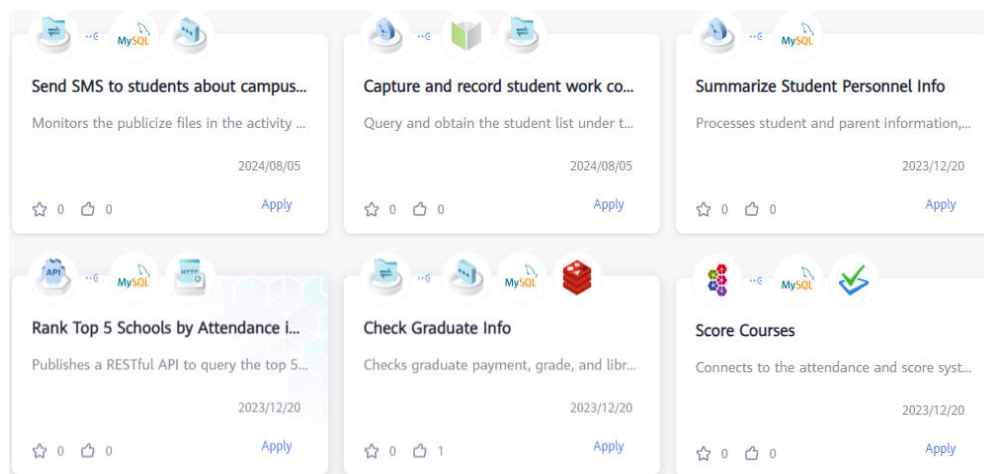 MySQL
MySQL
Send SMS to students about campus...
Capture and record student work co...
Summarize Student Personnel Info
Monitors the publicize files in the activity ...
Query and obtain the student list under t...
Processes student and parent information,...
2024/08/05
2024/08/05
2023/12/20
0 0 Apply
0 0 Apply
0 0 Apply
API MySQL HTTP
MySQL
MySQL
Rank Top 5 Schools by Attendance i...
Check Graduate Info
Score Courses
Publishes a RESTful API to query the top 5...
Checks graduate payment, grade, and libr...
Connects to the attendance and score syst...
2023/12/20
2023/12/20
2023/12/20
0 0 Apply
0 1 Apply
0 0 Apply